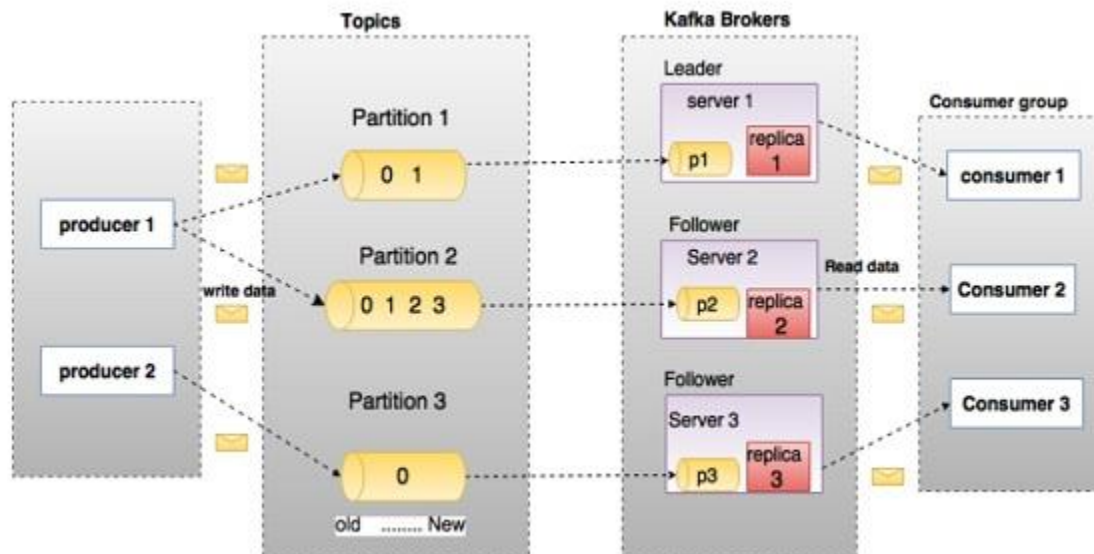 Topics
Kafka Brokers
Consumer group
producer 1
write data
producer 2
Partition 1
0 1
Partition 2
0 1 2 3
Partition 3
0
old ........ New
Leader
server 1
p1
replica
1
Follower
Server 2
p2
replica
2
Follower
Server 3
p3
replica
3
Read data
consumer 1
Consumer 2
Consumer 3